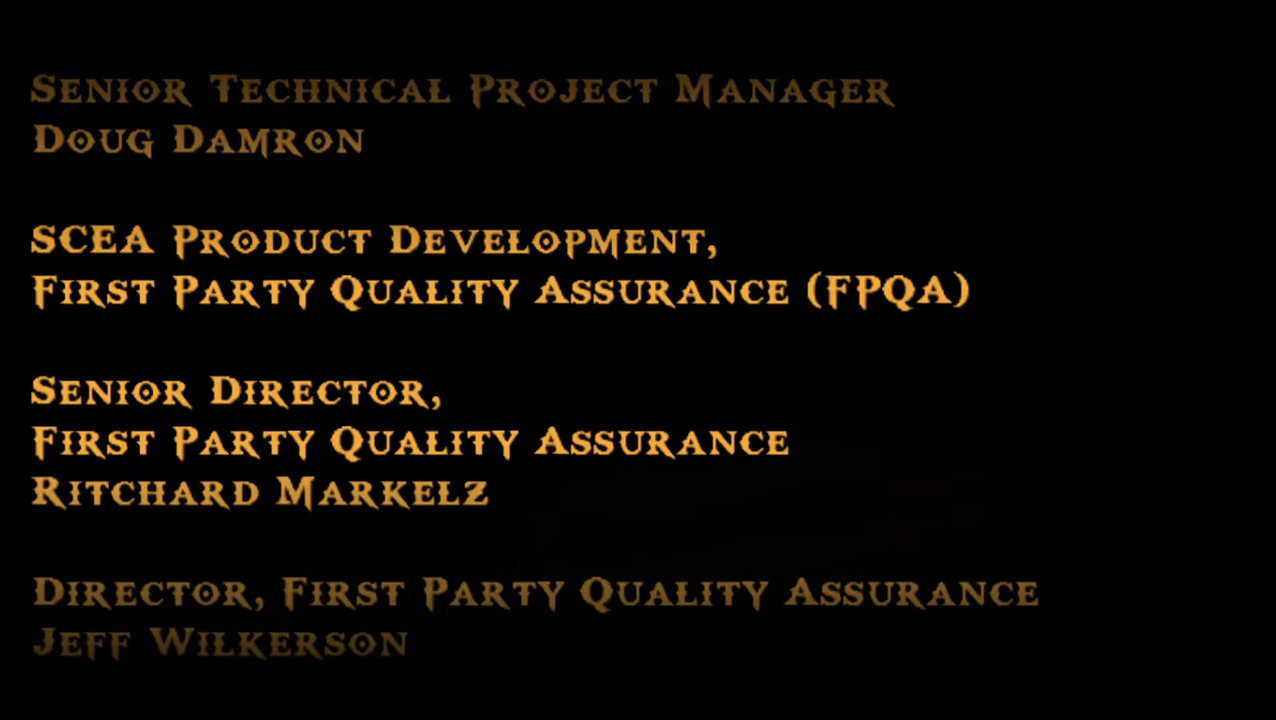 Senior Technical Project Manager
Doug Damron
SCEA Product Development,
First Party Quality Assurance (FPQA)
Senior Director,
First Party Quality Assurance
Ritchard Markelz
Director, First Party Quality Assurance
Jeff Wilkerson